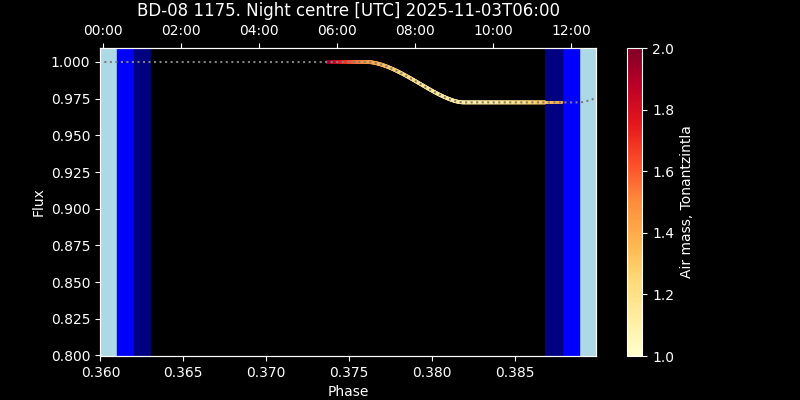 BD-08 1175. Night centre [UTC] 2025-11-03T06:00
00:00 02:00 04:00 06:00 08:00 10:00 12:00
1.000
0.975
0.950
0.925
0.900
0.875
0.850
0.825
0.800
Flux
0.360 0.365 0.370 0.375 0.380 0.385
Phase
2.0
1.8
1.6
1.4
1.2
1.0
Air mass, Tonantzintla